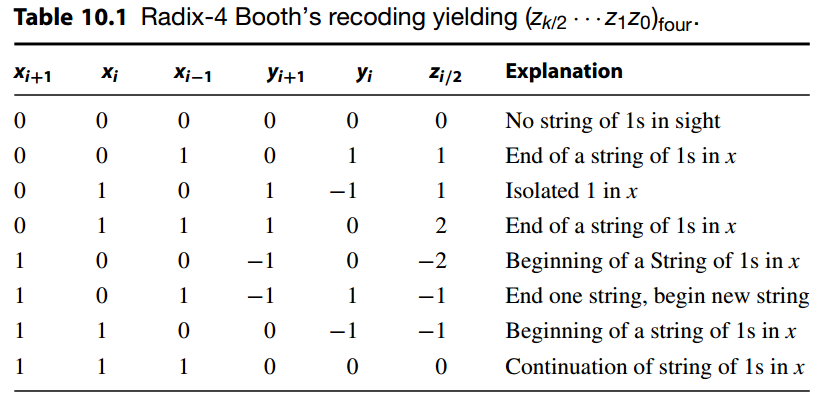 Table 10.1 Radix-4 Booth's recoding yielding (z_{k/2} ··· z_1z_0)_{four}.
x_{i+1} x_i x_{i−1} y_{i+1} y_i z_{i/2} Explanation
0 0 0 0 0 0 No string of 1s in sight
0 0 1 0 1 1 End of a string of 1s in x
0 1 0 1 −1 1 Isolated 1 in x
0 1 1 1 0 2 End of a string of 1s in x
1 0 0 −1 0 −2 Beginning of a String of 1s in x
1 0 1 −1 1 −1 End one string, begin new string
1 1 0 0 −1 −1 Beginning of a string of 1s in x
1 1 1 0 0 0 Continuation of string of 1s in x